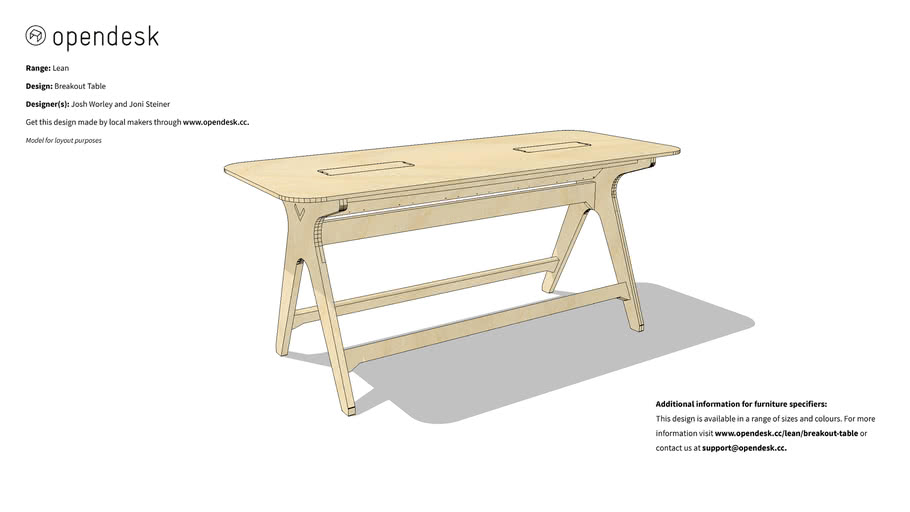 opendesk
Range: Lean
Design: Breakout Table
Designer(s): Josh Worley and Joni Steiner
Get this design made by local makers through www.opendesk.cc.
Model for layout purposes
Additional information for furniture specifiers:
This design is available in a range of sizes and colours. For more
information visit www.opendesk.cc/lean/breakout-table or
contact us at support@opendesk.cc.